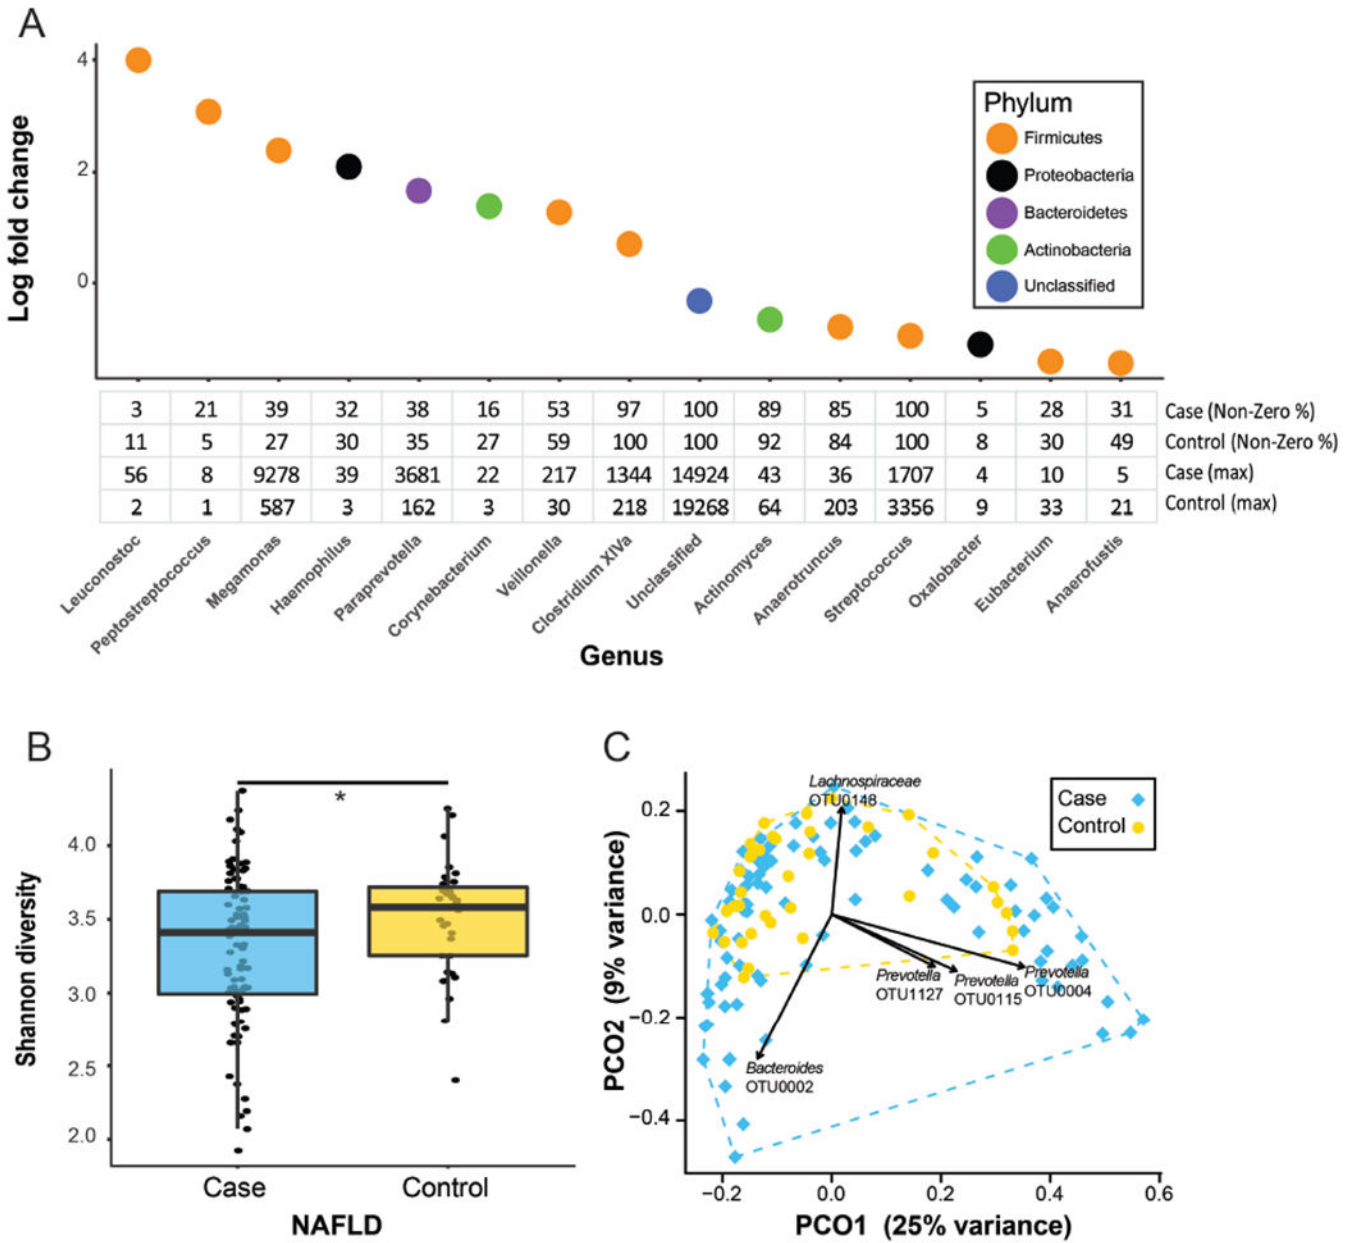 A
Log fold change
4
2
0
Phylum
Firmicutes
Proteobacteria
Bacteroidetes
Actinobacteria
Unclassified
3 21 39 32 38 16 53 97 100 89 85 100 5 28 31 Case (Non-Zero %)
11 5 27 30 35 27 59 100 100 92 84 100 8 30 49 Control (Non-Zero %)
56 8 9278 39 3681 22 217 1344 14924 43 36 1707 4 10 5 Case (max)
2 1 587 3 162 3 30 218 19268 64 203 3356 9 33 21 Control (max)
Leuconostoc
Peptostreptococcus
Megamonas
Haemophilus
Paraprevotella
Corynebacterium
Veillonella
Clostridium XIVa
Unclassified
Actinomyces
Anaerotruncus
Streptococcus
Oxalobacter
Eubacterium
Anaerofustis
Genus
B
Shannon diversity
4.0
3.5
3.0
2.5
2.0
*
Case Control
NAFLD
C
PCO2 (9% variance)
0.2
0.0
−0.2
−0.4
Lachnospiraceae
OTU0148
Case
Control
Prevotella
OTU1127
Prevotella
OTU0115
Prevotella
OTU0004
Bacteroides
OTU0002
−0.2 0.0 0.2 0.4 0.6
PCO1 (25% variance)